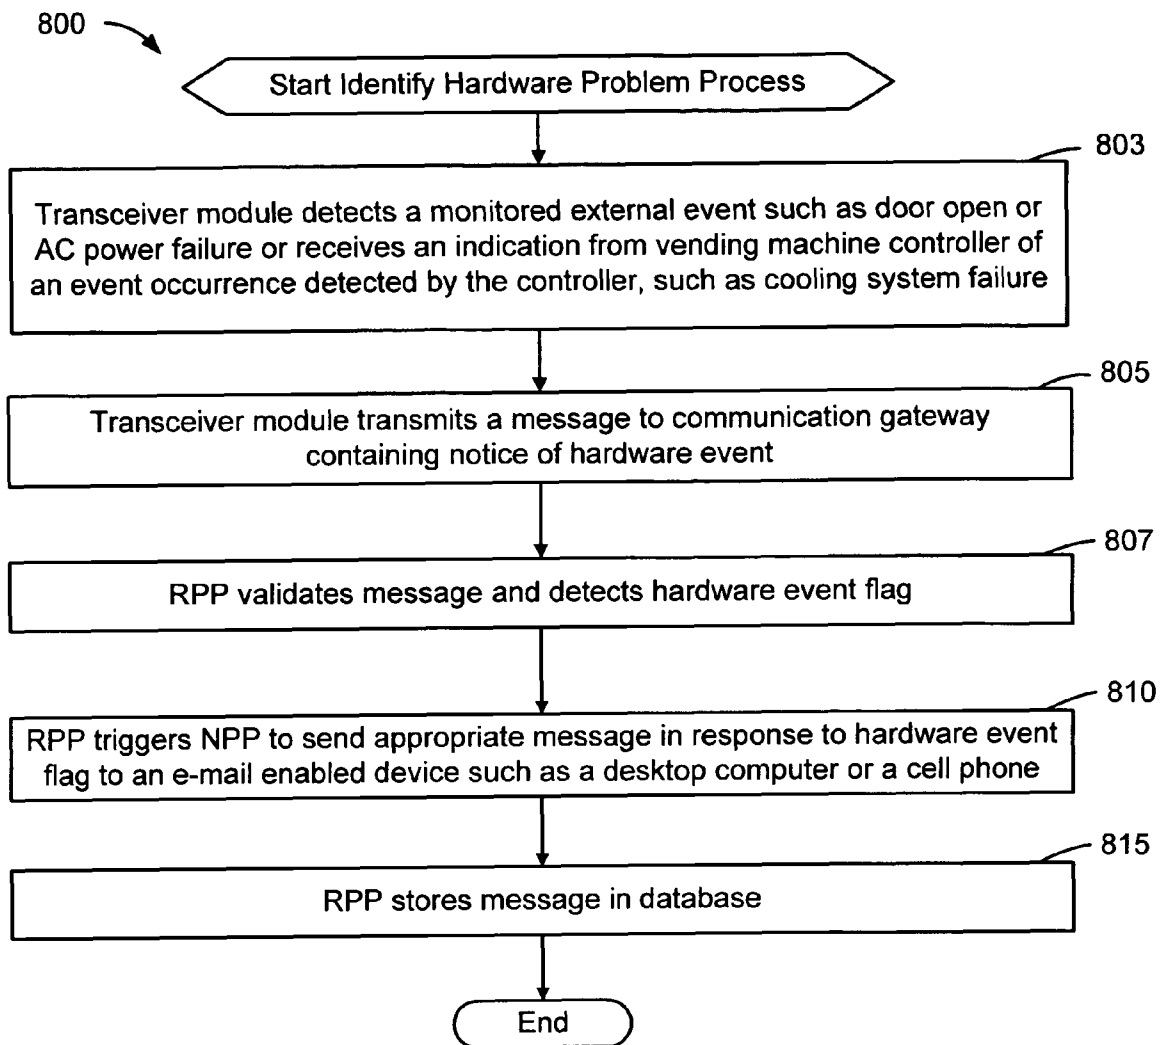 800
Start Identify Hardware Problem Process
803
Transceiver module detects a monitored external event such as door open or
AC power failure or receives an indication from vending machine controller of
an event occurrence detected by the controller, such as cooling system failure
805
Transceiver module transmits a message to communication gateway
containing notice of hardware event
807
RPP validates message and detects hardware event flag
810
RPP triggers NPP to send appropriate message in response to hardware event
flag to an e-mail enabled device such as a desktop computer or a cell phone
815
RPP stores message in database
End